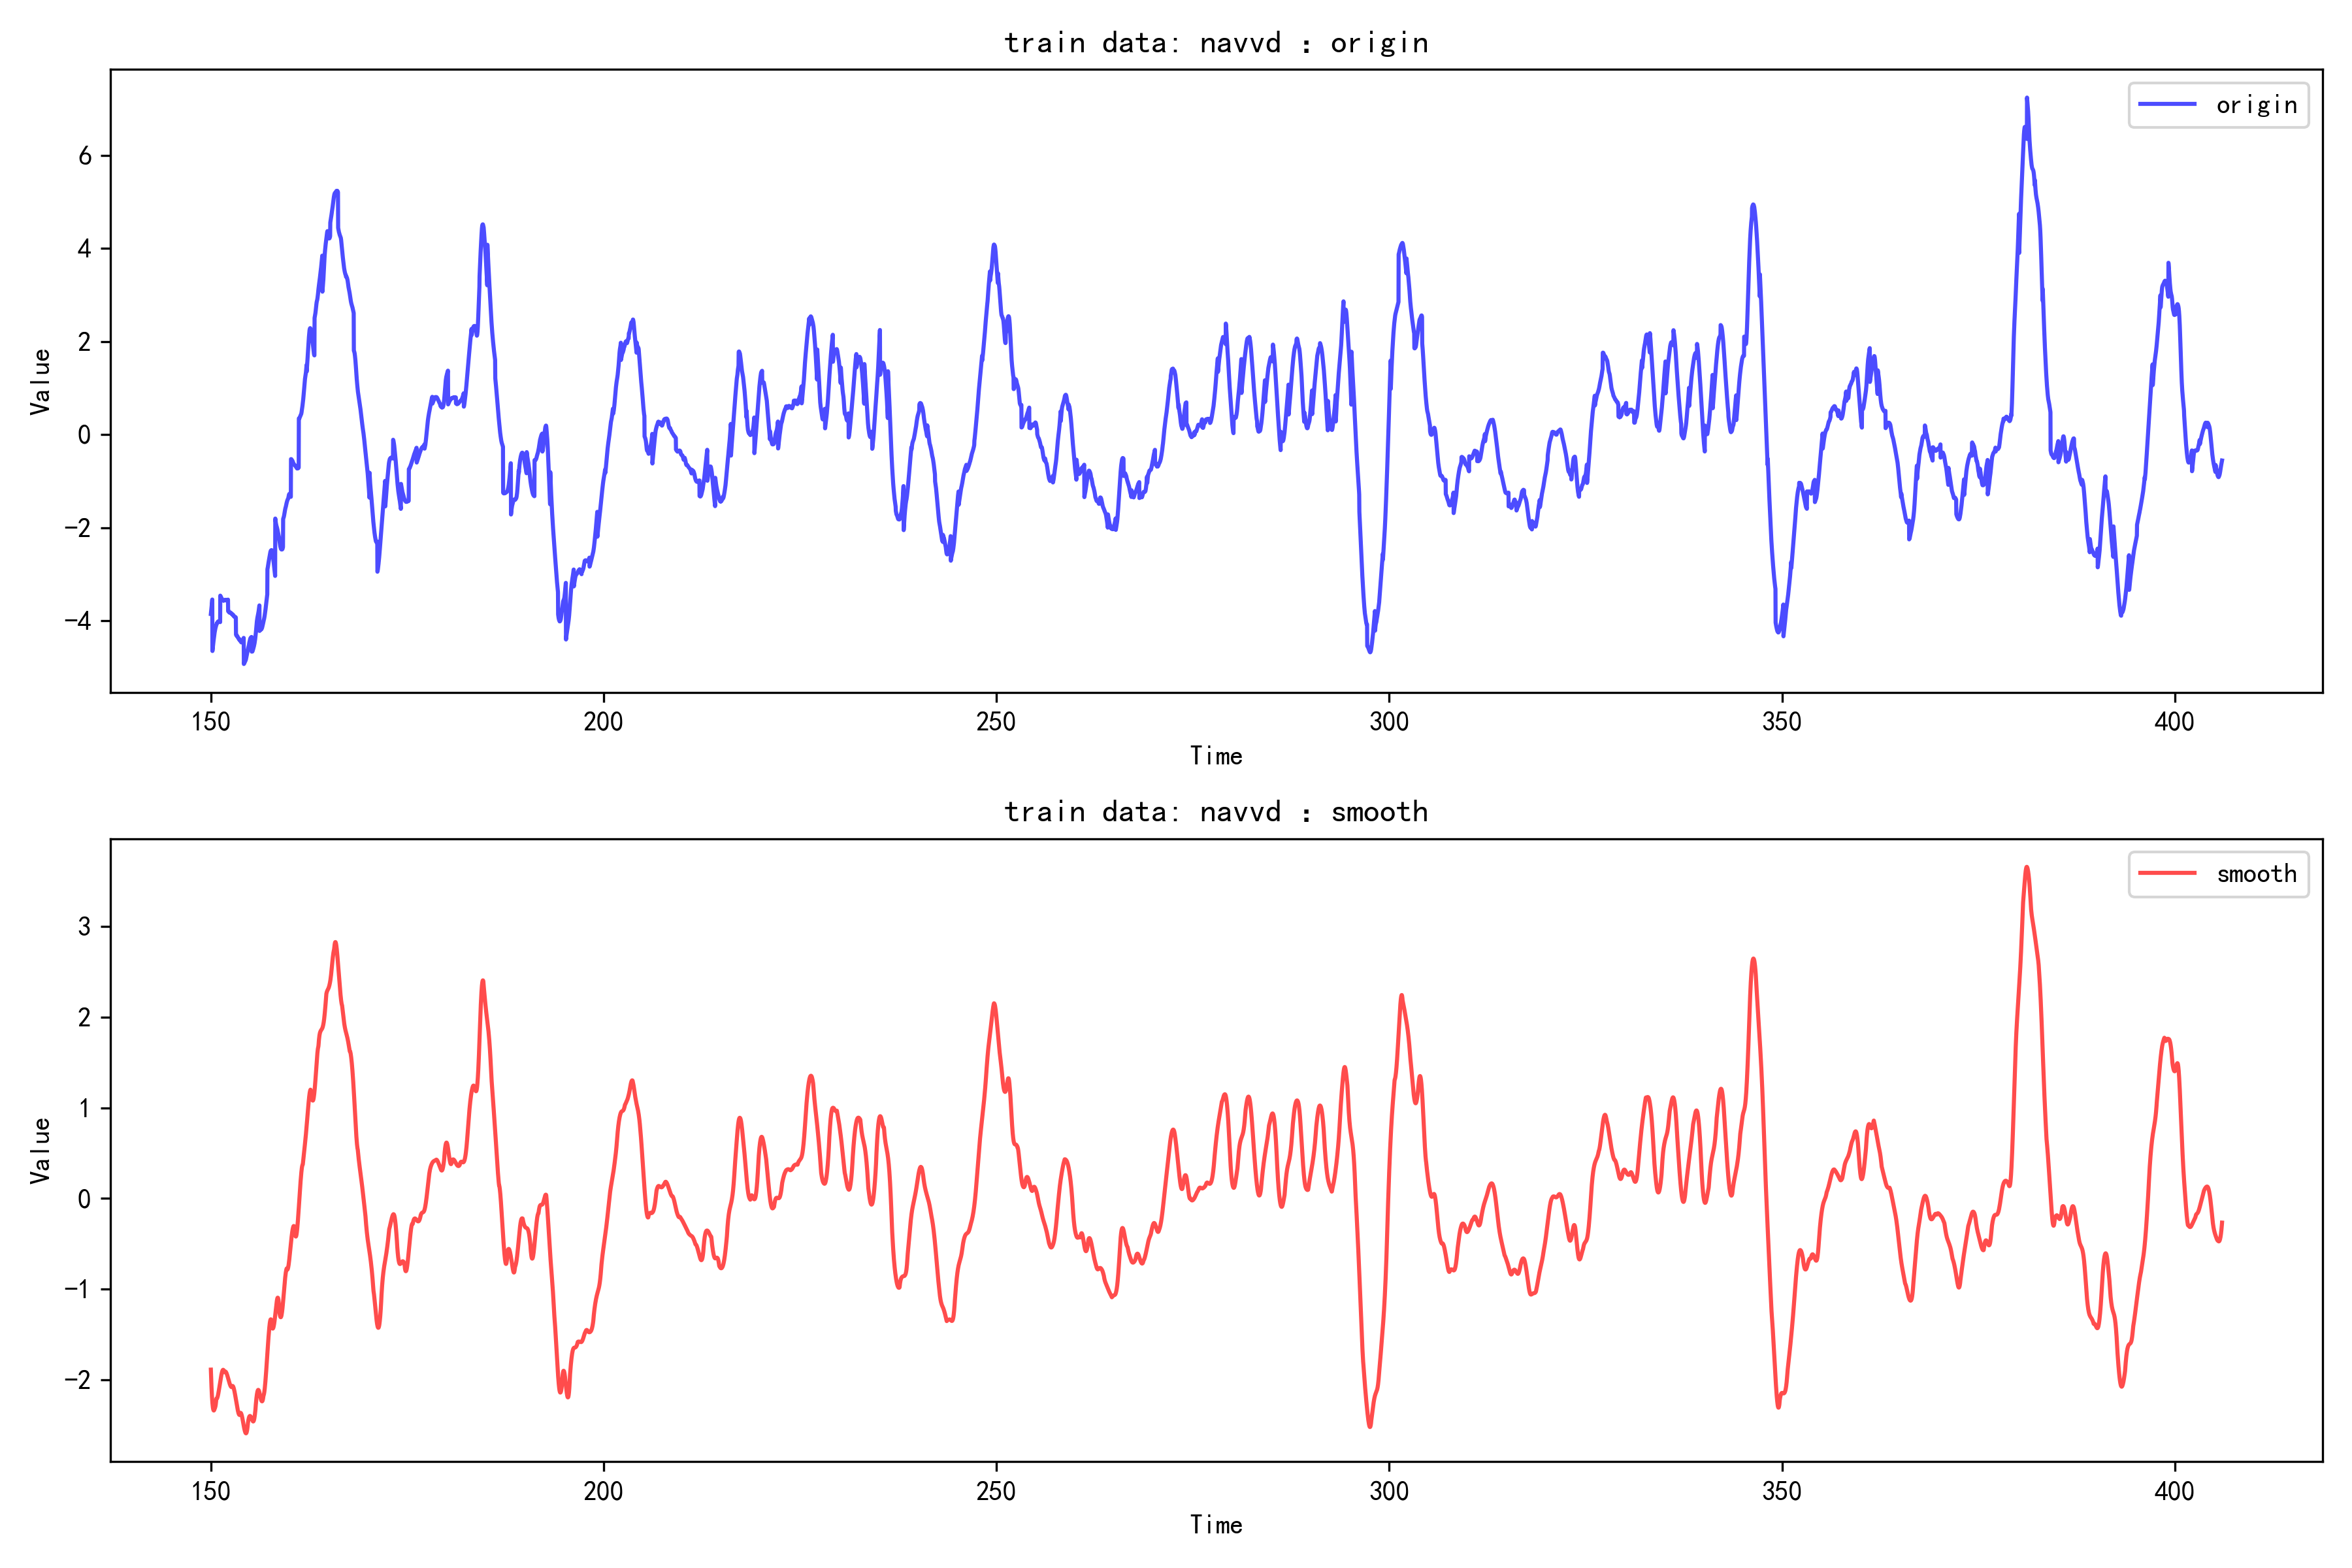 train data: navvd : origin
origin
Value
6
4
2
0
−2
−4
150 200 250 300 350 400
Time
train data: navvd : smooth
smooth
Value
3
2
1
0
−1
−2
150 200 250 300 350 400
Time